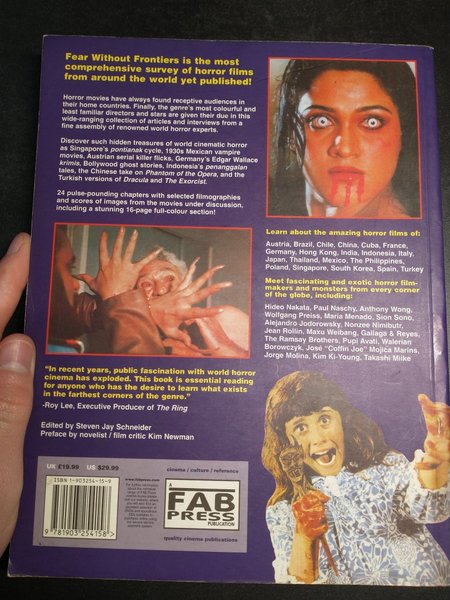 Fear Without Frontiers is the most
comprehensive survey of horror films
from around the world yet published!
Horror movies have always found receptive audiences in
their home countries. Finally, the genre's most colourful and
least familiar directors and stars are given their due in this
wide-ranging collection of articles and interviews from a
fine assembly of renowned world horror experts.
Discover such hidden treasures of world cinematic horror
as Singapore's pontianak cycle, 1930s Mexican vampire
movies, Austrian serial killer flicks, Germany's Edgar Wallace
krimis, Bollywood ghost stories, Indonesia's penanggalan
tales, the Chinese take on Phantom of the Opera, and the
Turkish versions of Dracula and The Exorcist.
24 pulse-pounding chapters with selected filmographies
and scores of images from the movies under discussion,
including a stunning 16-page full-colour section!
Learn about the amazing horror films of:
Austria, Brazil, Chile, China, Cuba, France,
Germany, Hong Kong, India, Indonesia, Italy,
Japan, Thailand, Mexico, The Philippines,
Poland, Singapore, South Korea, Spain, Turkey
Meet fascinating and exotic horror film-
makers and monsters from every corner
of the globe, including:
Hideo Nakata, Paul Naschy, Anthony Wong,
Wolfgang Preiss, Maria Menado, Sion Sono,
Alejandro Jodorowsky, Nonzee Nimibutr,
Jean Rollin, Maxu Weibang, Gallaga & Reyes,
The Ramsay Brothers, Pupi Avati, Walerian
Borowczyk, José "Coffin Joe" Mojica Marins,
Jorge Molina, Kim Ki-Young, Takashi Miike
"In recent years, public fascination with world horror
cinema has exploded. This book is essential reading
for anyone who has the desire to learn what exists
in the farthest corners of the genre."
-Roy Lee, Executive Producer of The Ring
Edited by Steven Jay Schneider
Preface by novelist / film critic Kim Newman
UK £19.99 US $29.99
ISBN 1-903254-15-9
9 781903 254158 >
www.fabpress.com
cinema / culture / reference
A
FAB
PRESS
PUBLICATION
quality cinema publications